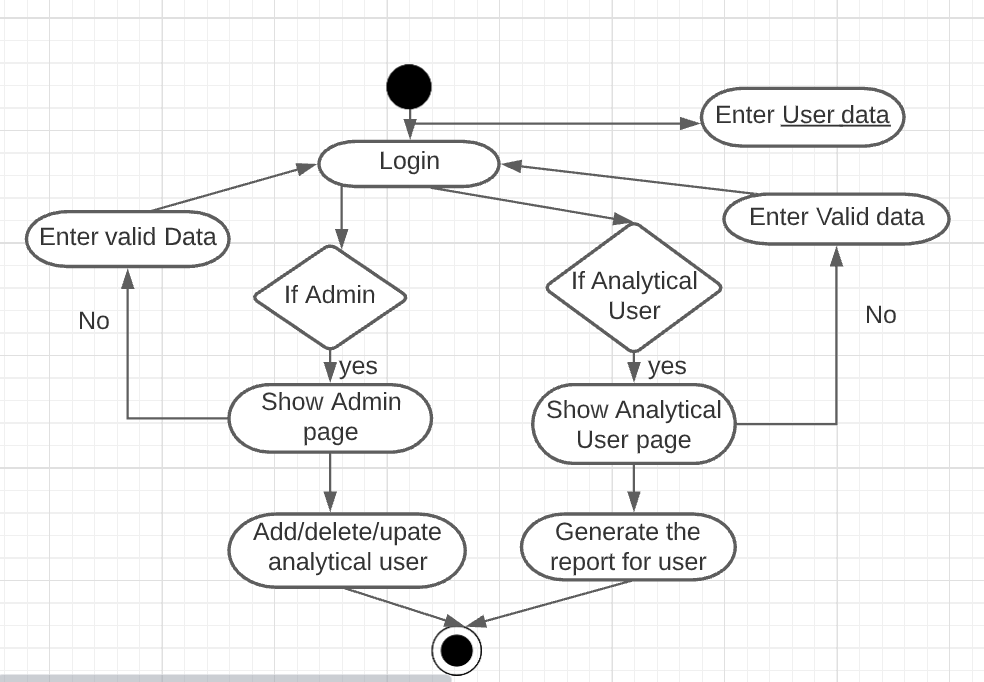 Enter User data
Login
Enter Valid data
Enter valid Data
If Admin
If Analytical
User
No
No
yes
yes
Show Admin
page
Show Analytical
User page
Add/delete/upate
analytical user
Generate the
report for user